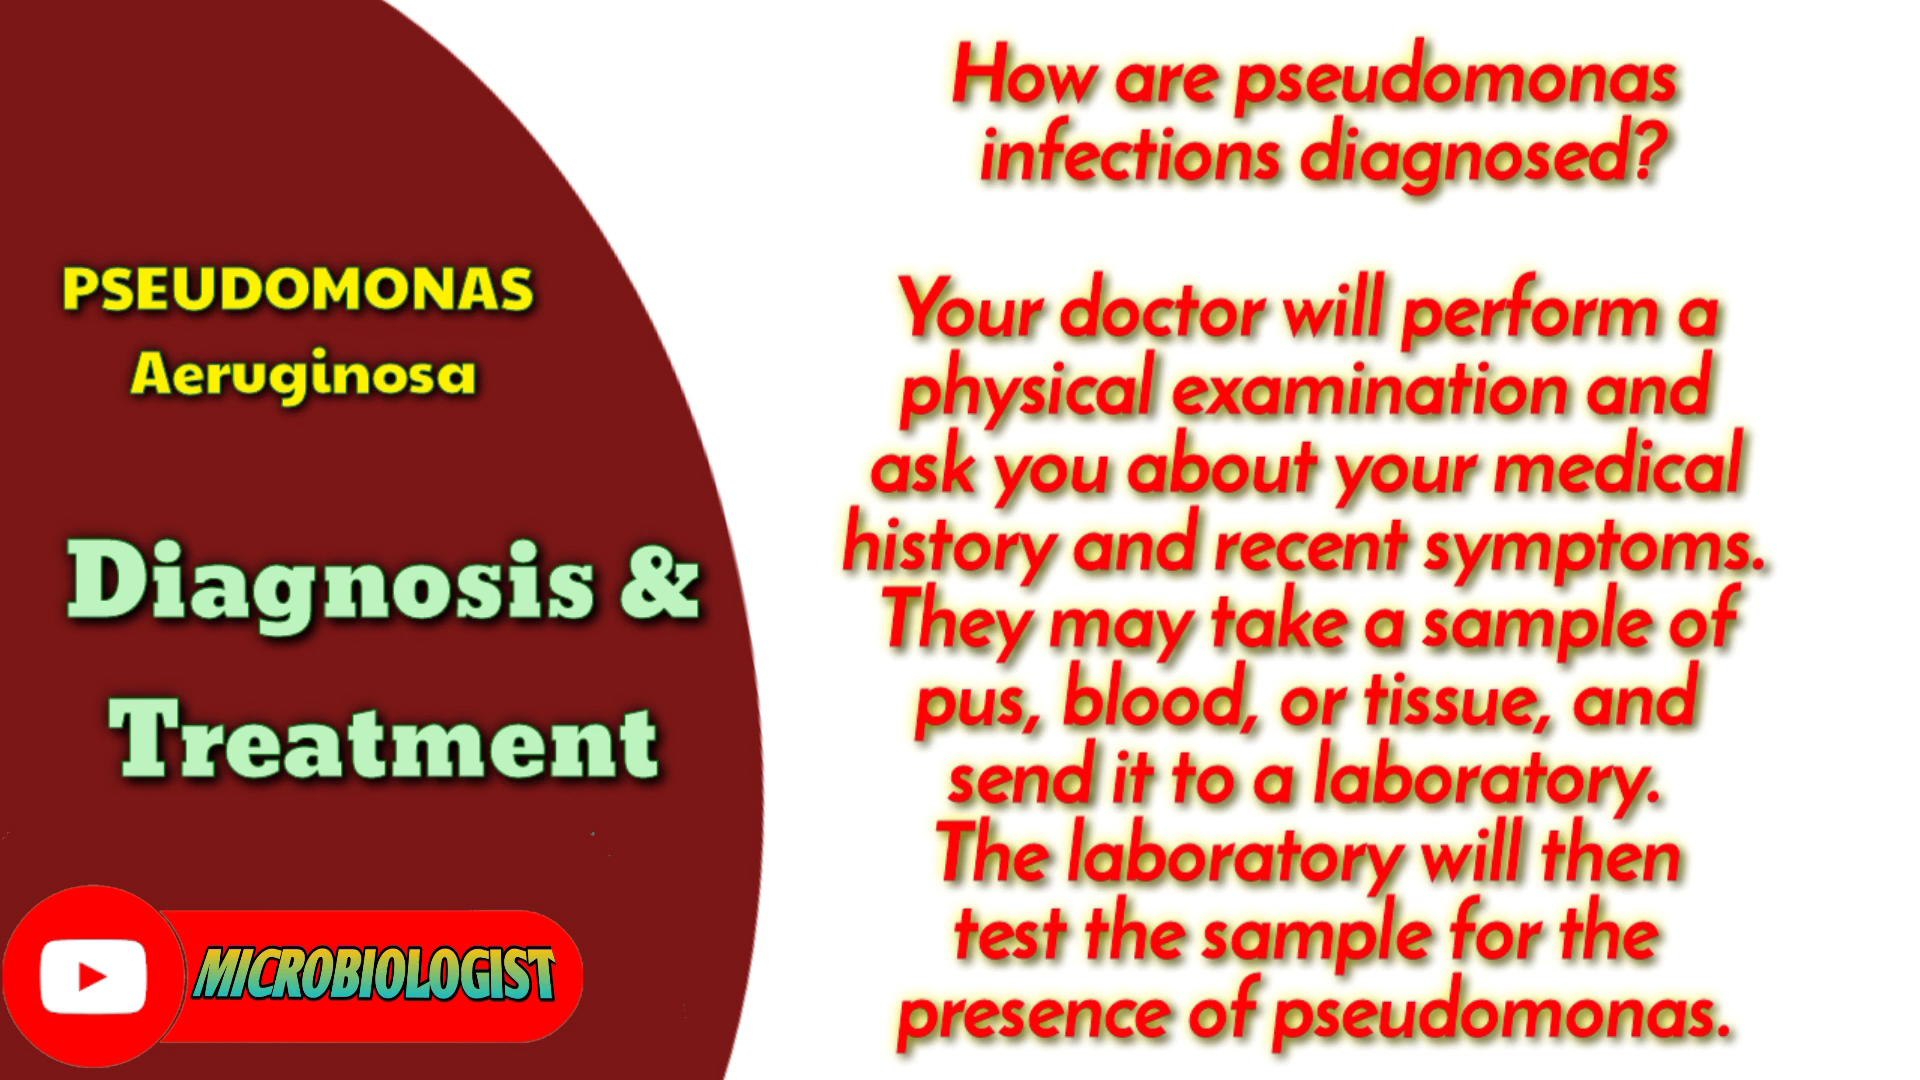 PSEUDOMONAS
Aeruginosa
Diagnosis &
Treatment
MICROBIOLOGIST
How are pseudomonas
infections diagnosed?
Your doctor will perform a
physical examination and
ask you about your medical
history and recent symptoms.
They may take a sample of
pus, blood, or tissue, and
send it to a laboratory.
The laboratory will then
test the sample for the
presence of pseudomonas.